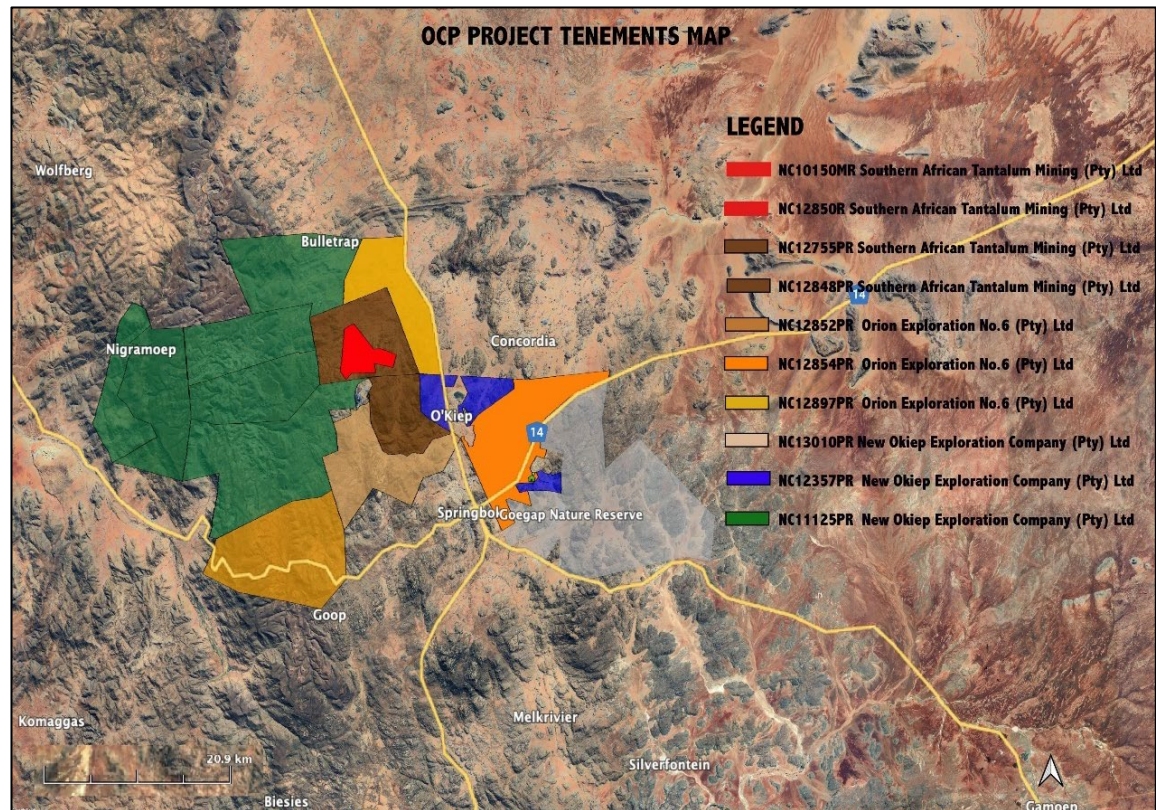 OCP PROJECT TENEMENTS MAP
LEGEND
NC10150MR Southern African Tantalum Mining (Pty) Ltd
NC12850R Southern African Tantalum Mining (Pty) Ltd
NC12755PR Southern African Tantalum Mining (Pty) Ltd
NC12848PR Southern African Tantalum Mining (Pty) Ltd
NC12852PR Orion Exploration No.6 (Pty) Ltd
NC12854PR Orion Exploration No.6 (Pty) Ltd
NC12897PR Orion Exploration No.6 (Pty) Ltd
NC13010PR New Okiep Exploration Company (Pty) Ltd
NC12357PR New Okiep Exploration Company (Pty) Ltd
NC11125PR New Okiep Exploration Company (Pty) Ltd
Wolfberg
Bulletrap
14
Nigramoep
Concordia
O'Kiep
14
Springbok
Goegap Nature Reserve
Goop
Komaggas
Melkrivier
20.9 km
Silverfontein
Biesies
Gamoep